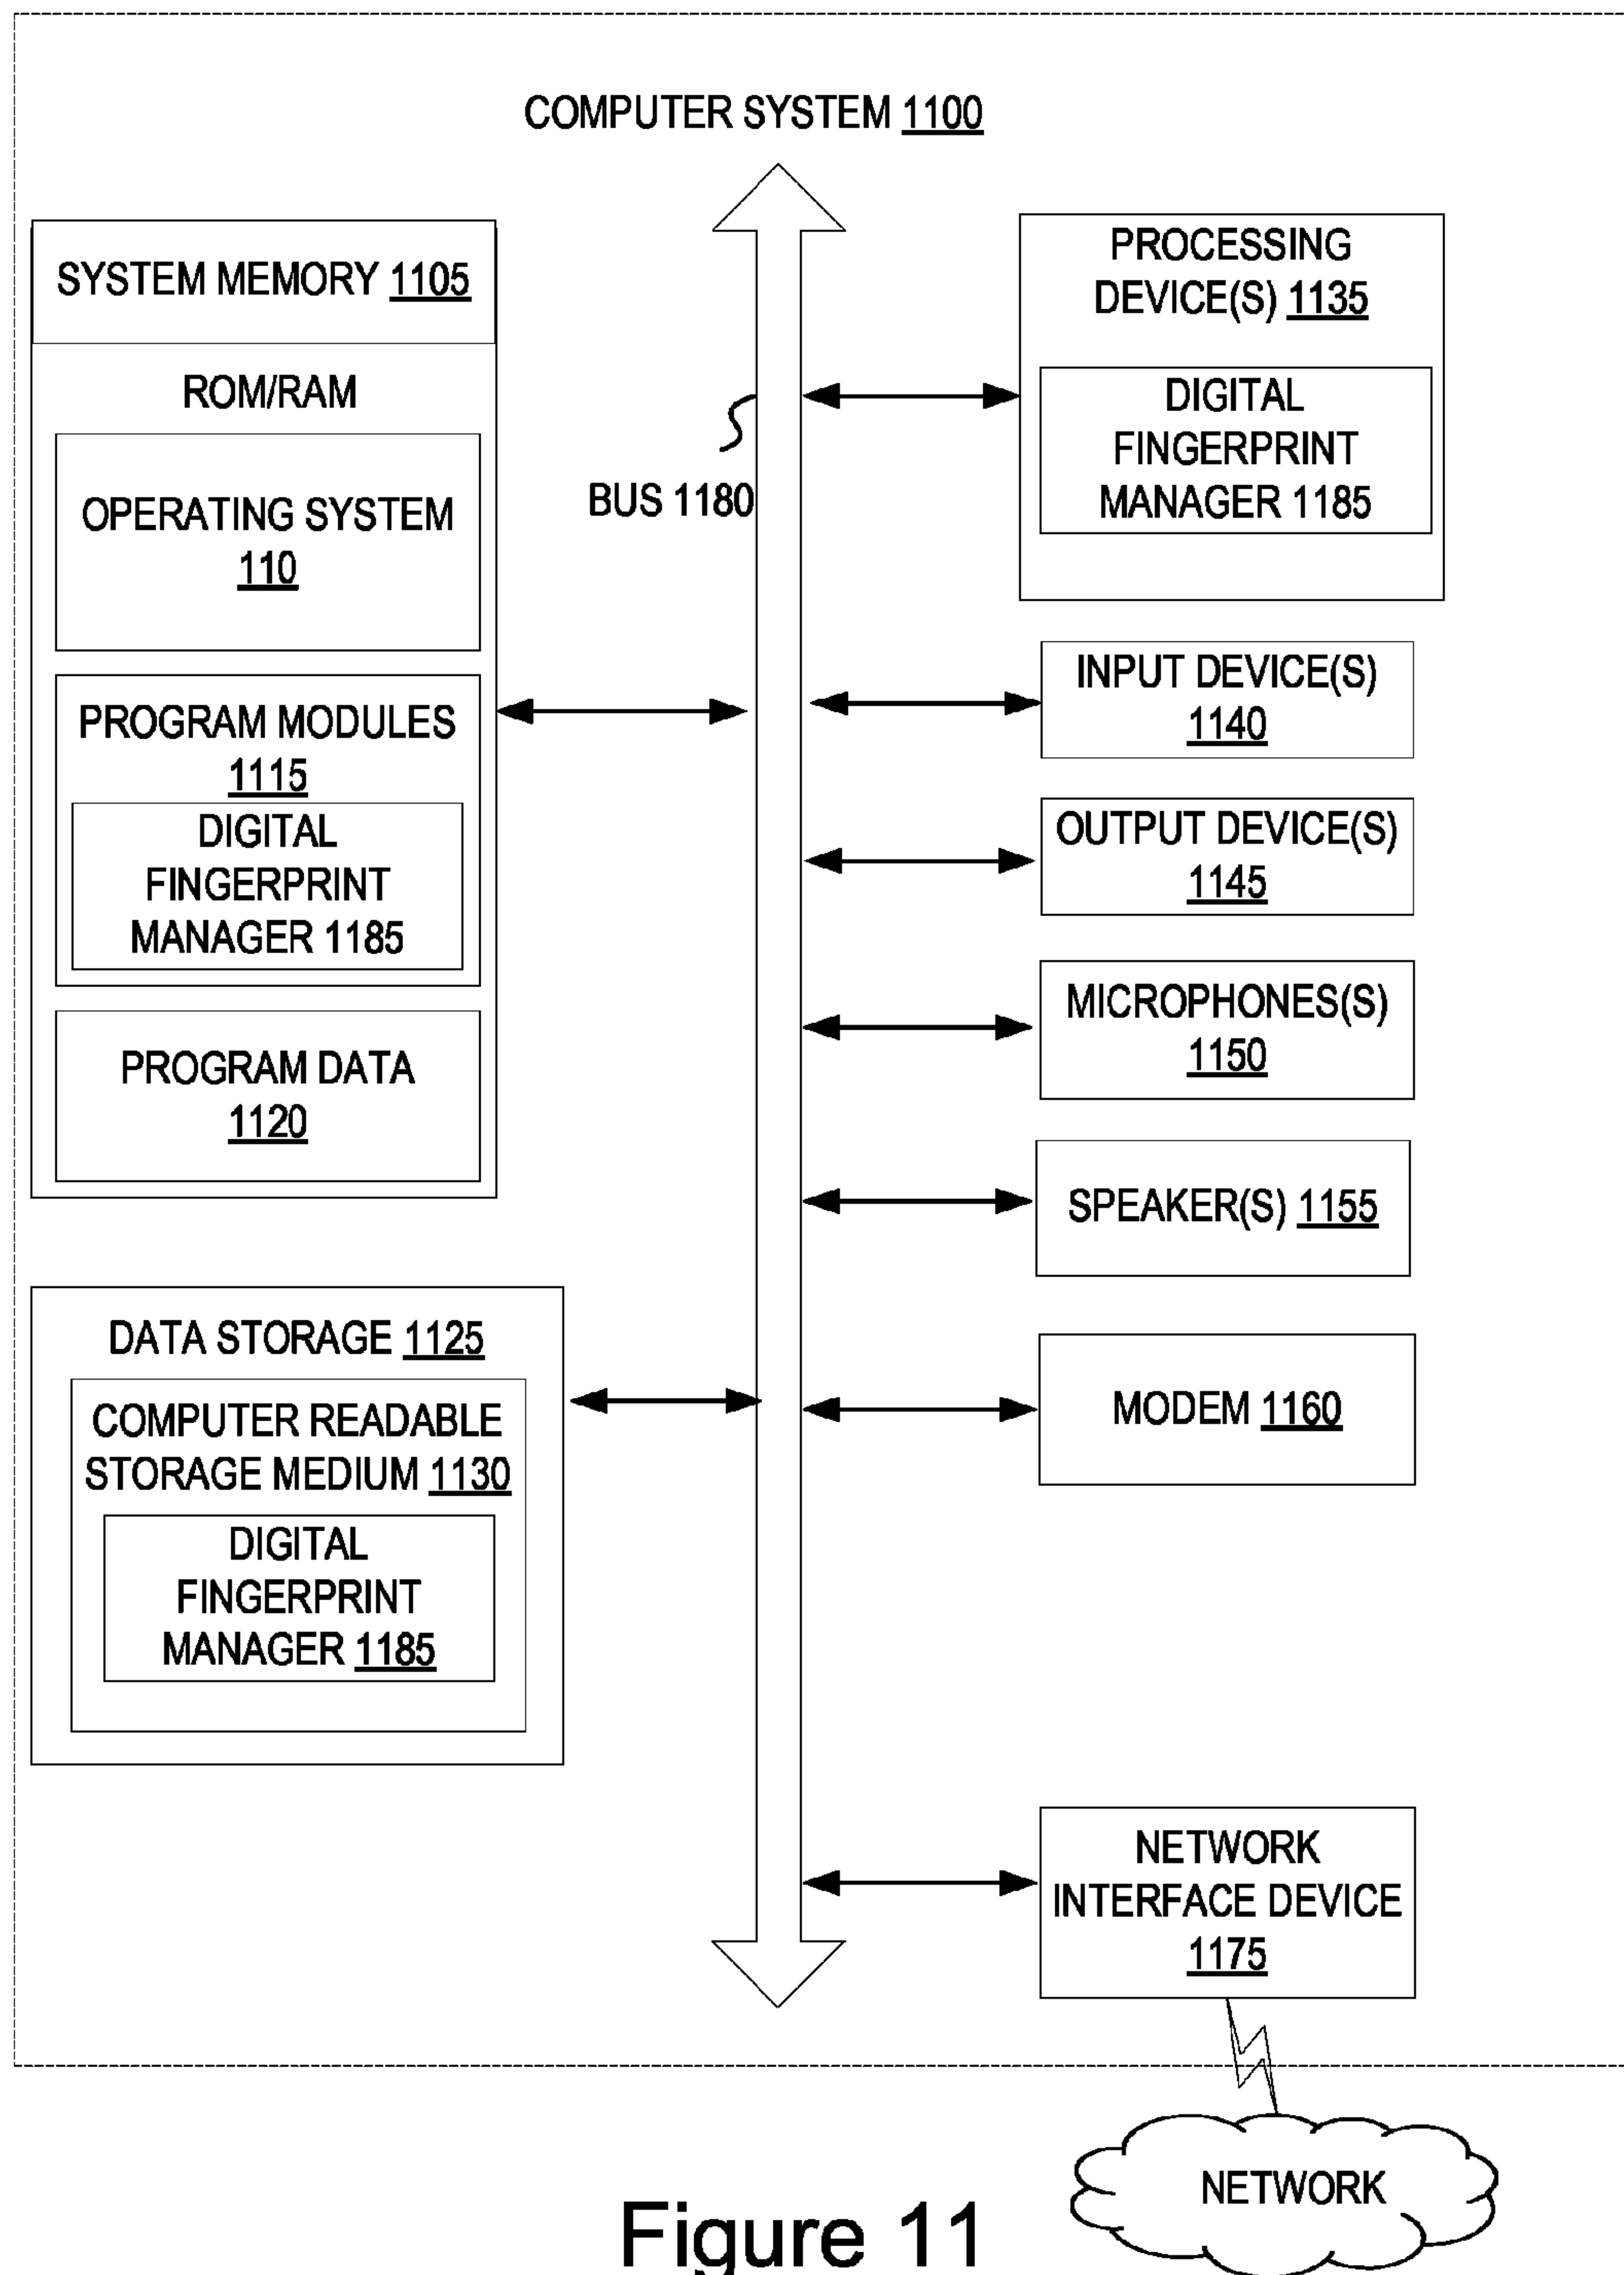 COMPUTER SYSTEM 1100
SYSTEM MEMORY 1105
ROM/RAM
OPERATING SYSTEM
110
PROGRAM MODULES
1115
DIGITAL
FINGERPRINT
MANAGER 1185
PROGRAM DATA
1120
DATA STORAGE 1125
COMPUTER READABLE
STORAGE MEDIUM 1130
DIGITAL
FINGERPRINT
MANAGER 1185
BUS 1180
PROCESSING
DEVICE(S) 1135
DIGITAL
FINGERPRINT
MANAGER 1185
INPUT DEVICE(S)
1140
OUTPUT DEVICE(S)
1145
MICROPHONES(S)
1150
SPEAKER(S) 1155
MODEM 1160
NETWORK
INTERFACE DEVICE
1175
NETWORK
Figure 11